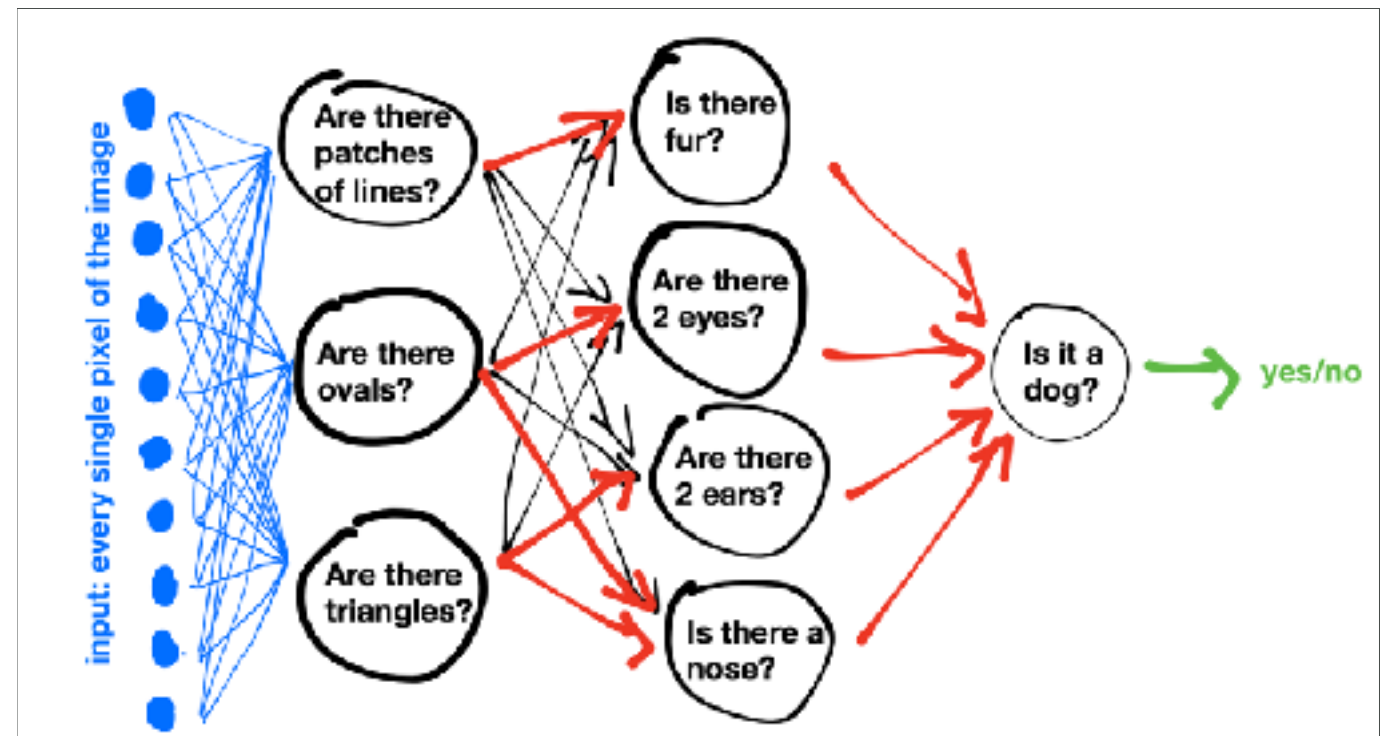 input: every single pixel of the image
Are there
patches
of lines?
Are there
ovals?
Are there
triangles?
Is there
fur?
Are there
2 eyes?
Are there
2 ears?
Is there a
nose?
Is it a
dog?
yes/no